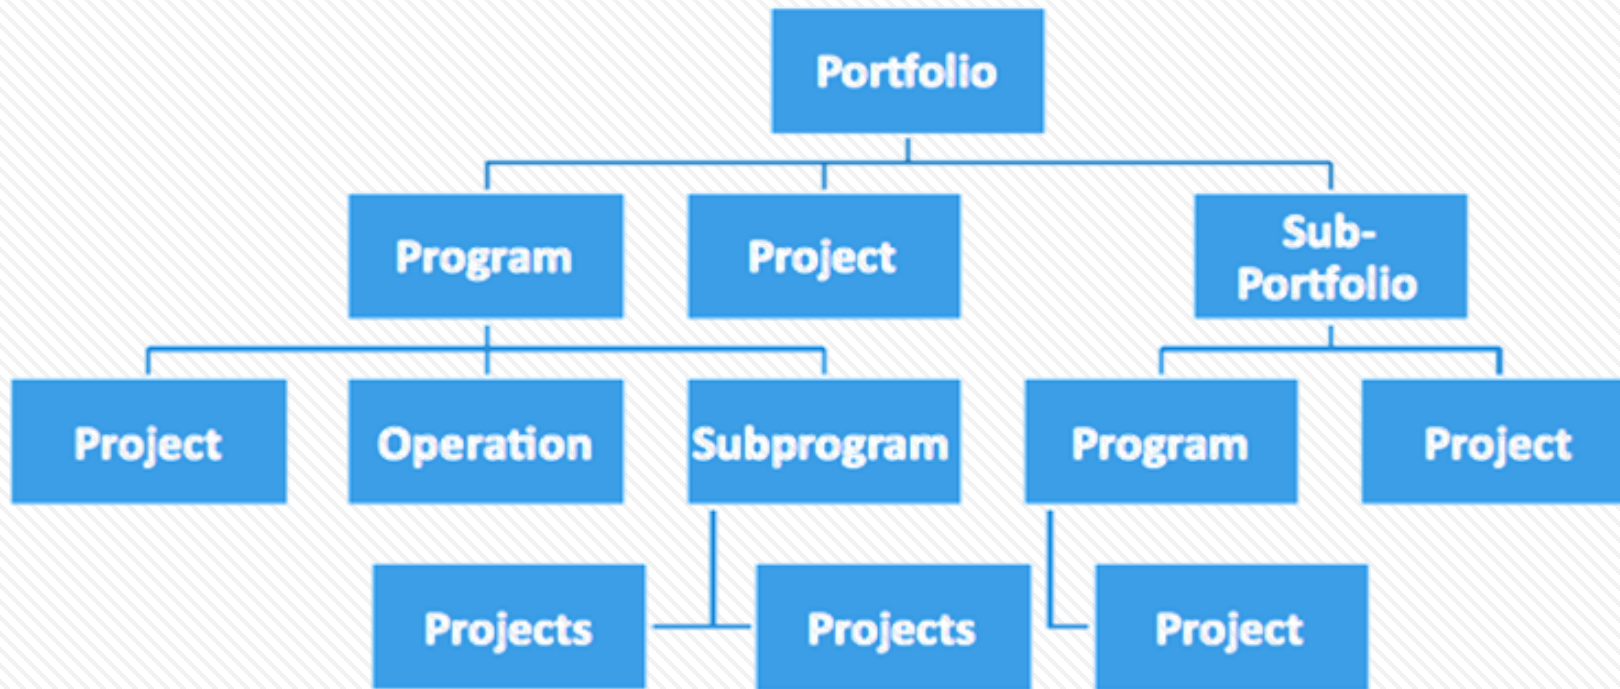 Portfolio
Program
Project
Sub-
Portfolio
Project
Operation
Subprogram
Program
Project
Projects
Projects
Project